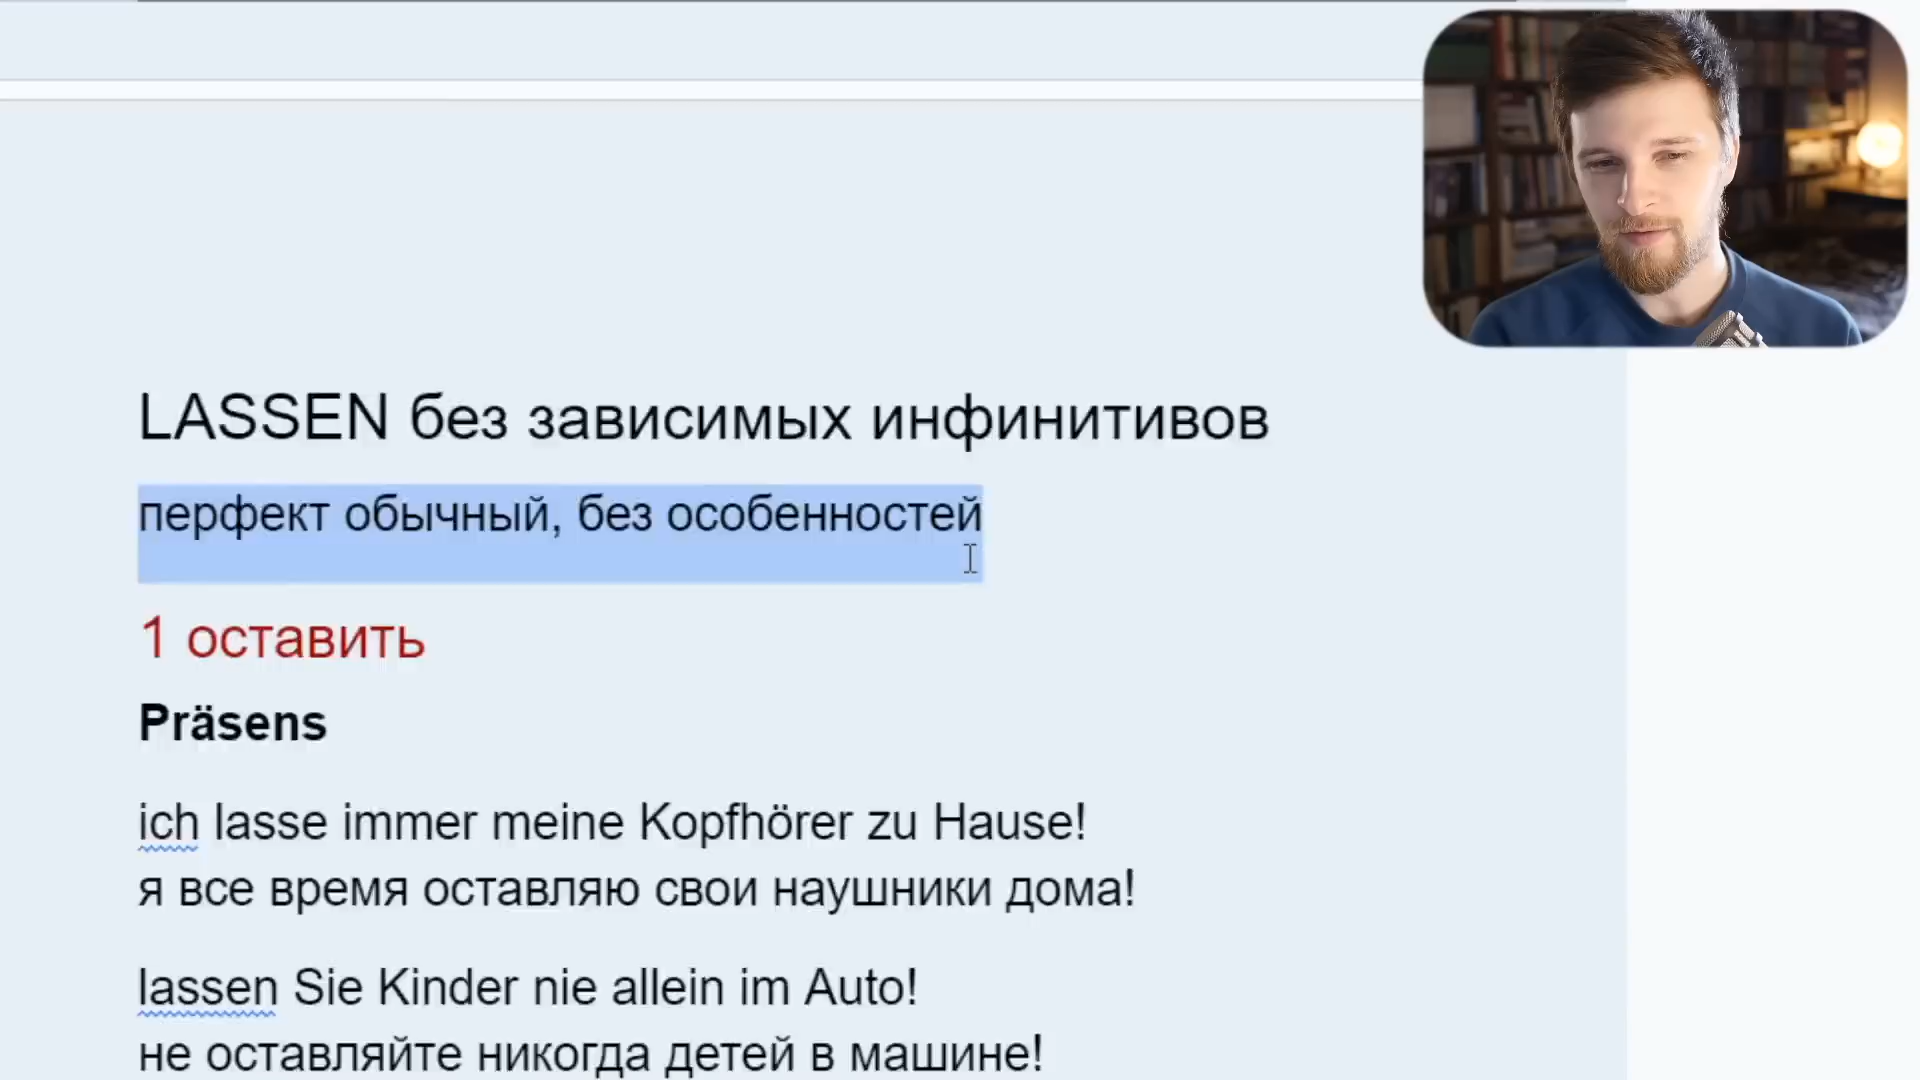 LASSEN без зависимых инфинитивов
перфект обычный, без особенностей
1 оставить
Präsens
ich lasse immer meine Kopfhörer zu Hause!
я все время оставляю свои наушники дома!
lassen Sie Kinder nie allein im Auto!
не оставляйте никогда детей в машине!